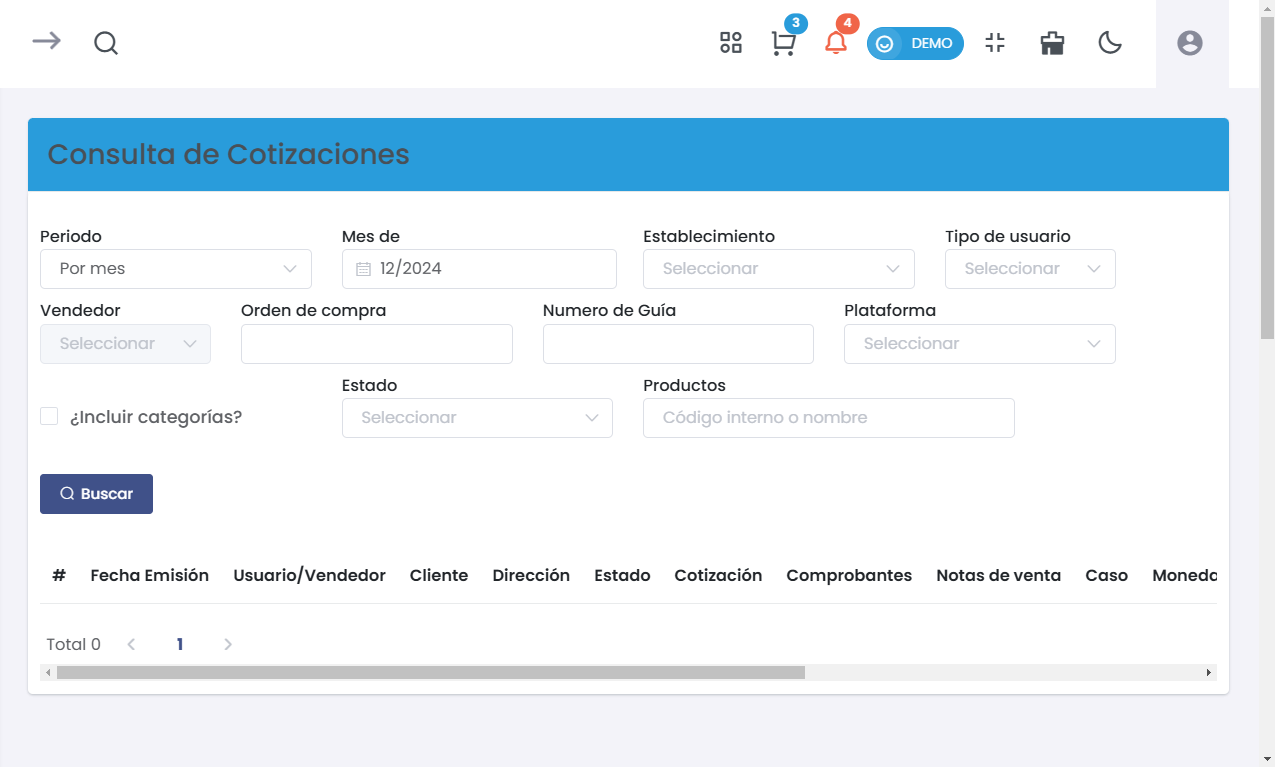 3
4
DEMO
Consulta de Cotizaciones
Periodo
Mes de
Establecimiento
Tipo de usuario
Por mes
12/2024
Seleccionar
Seleccionar
Vendedor
Orden de compra
Numero de Guía
Plataforma
Seleccionar
Seleccionar
Estado
Productos
¿Incluir categorías?
Seleccionar
Código interno o nombre
Buscar
# Fecha Emisión Usuario/Vendedor Cliente Dirección Estado Cotización Comprobantes Notas de venta Caso Moneda
Total 0 1